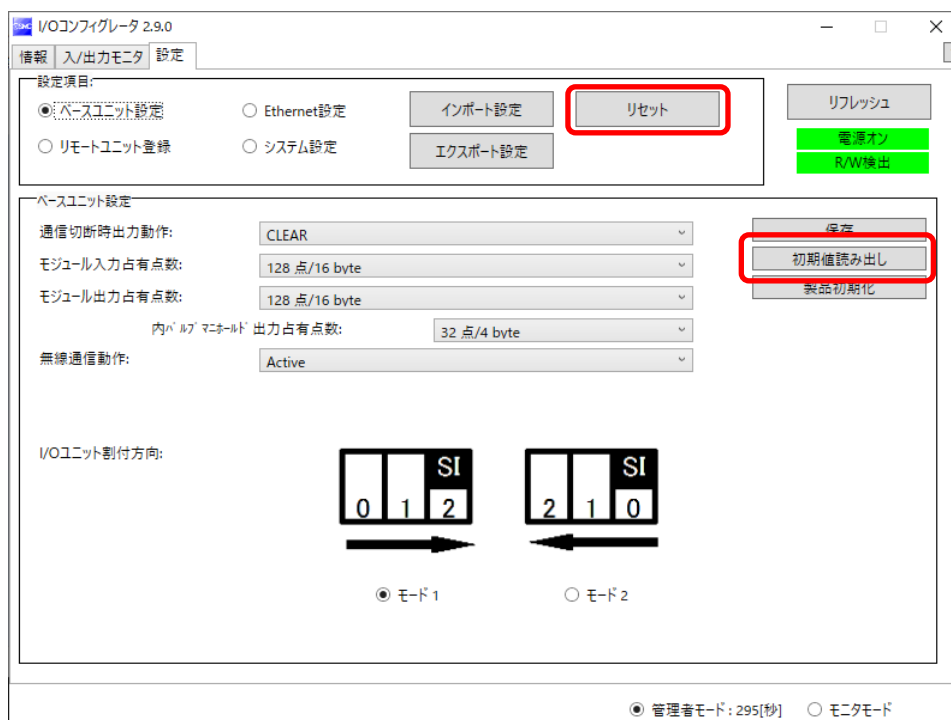 I/Oコンフィグレータ 2.9.0
情報 入/出力モニタ 設定
設定項目:
ベースユニット設定 Ethernet設定 インポート設定 リセット リフレッシュ
リモートユニット登録 システム設定 エクスポート設定
電源オン
R/W検出
ベースユニット設定
通信切断時出力動作: CLEAR 保存
モジュール入力占有点数: 128 点/16 byte 初期値読み出し
モジュール出力占有点数: 128 点/16 byte 製品初期化
内バルブマニホールド出力占有点数: 32 点/4 byte
無線通信動作: Active
I/Oユニット割付方向:
SI SI
0 1 2 2 1 0
モード 1 モード 2
管理者モード : 295[秒] モニタモード